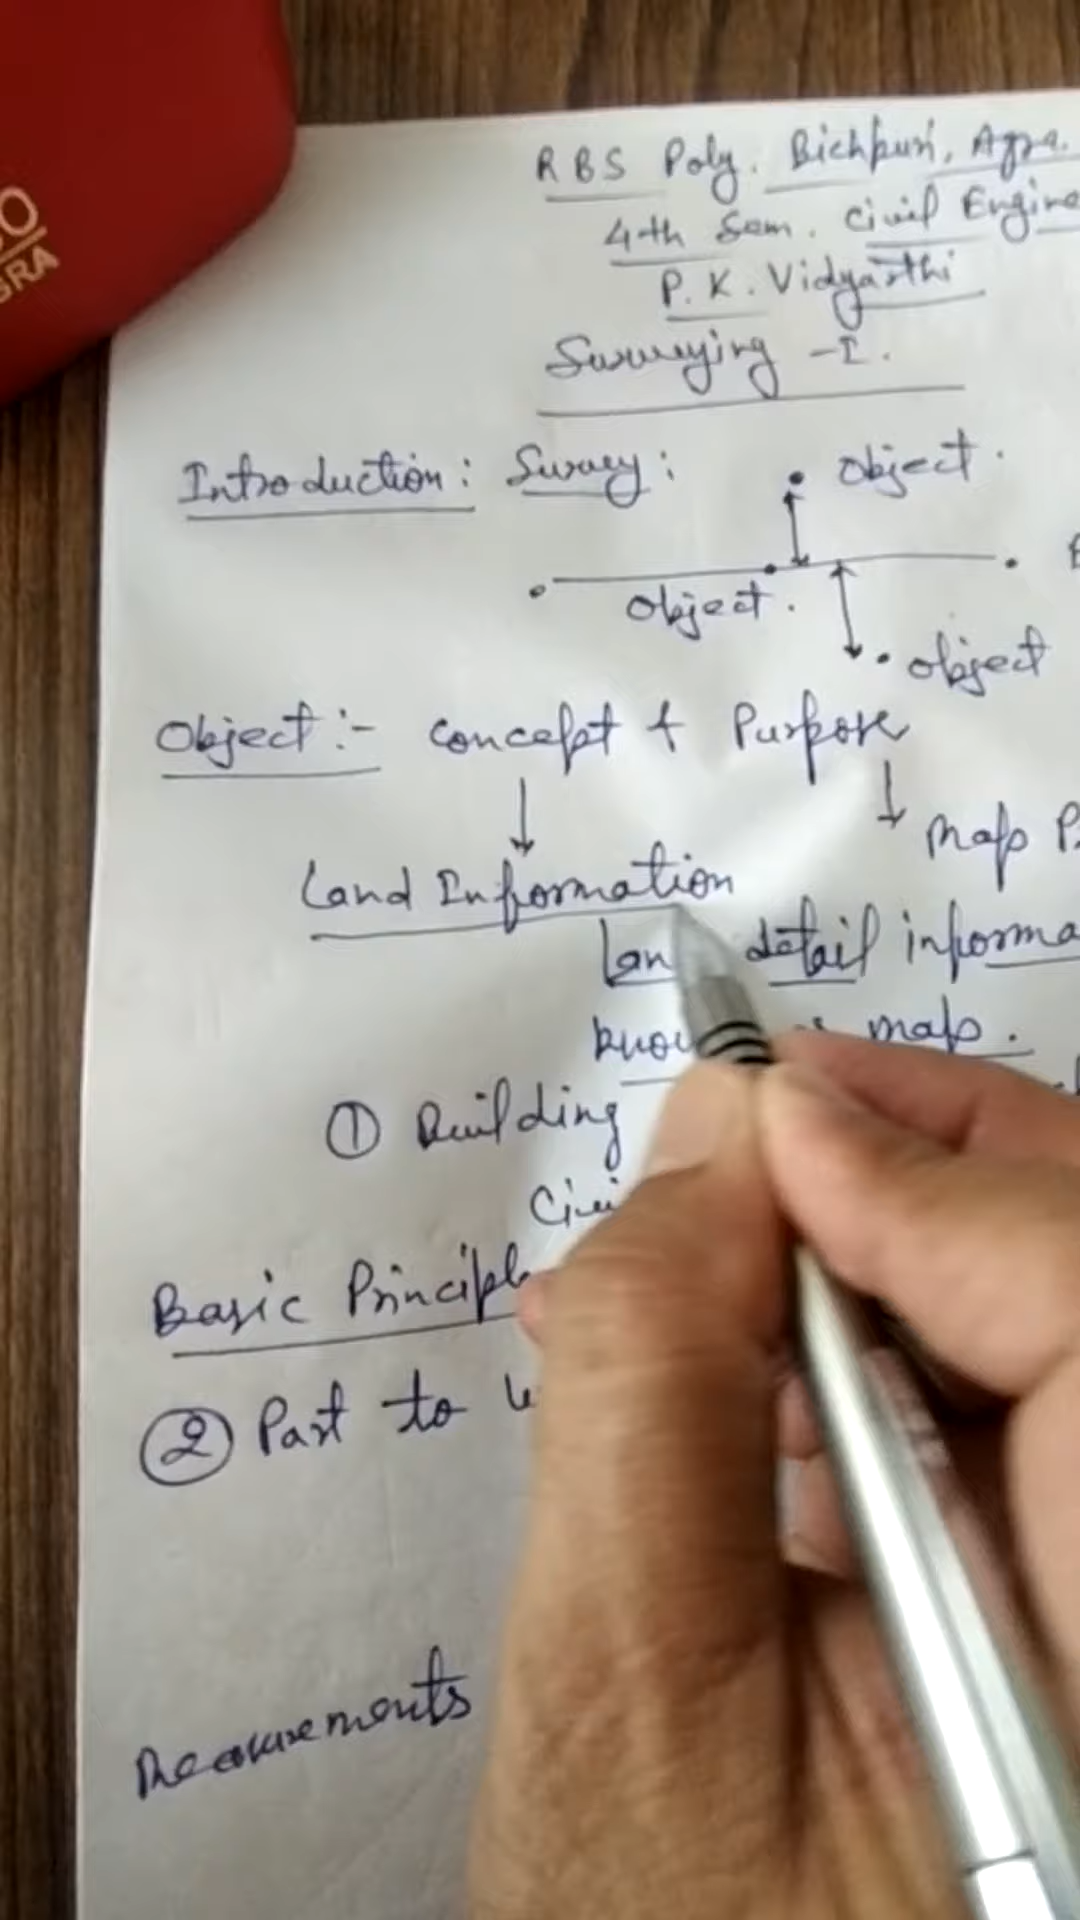 RBS Poly. Bichpuri, Agra.
4th Sem. Civil Engine
P. K. Vidyarthi
Surveying -I.
Introduction: Survey:
object.
object.
object
Object:- Concept + Purpose
Map
Land Information
detail informa
map.
① Building
Basic
② Part to
Measurements
GRA